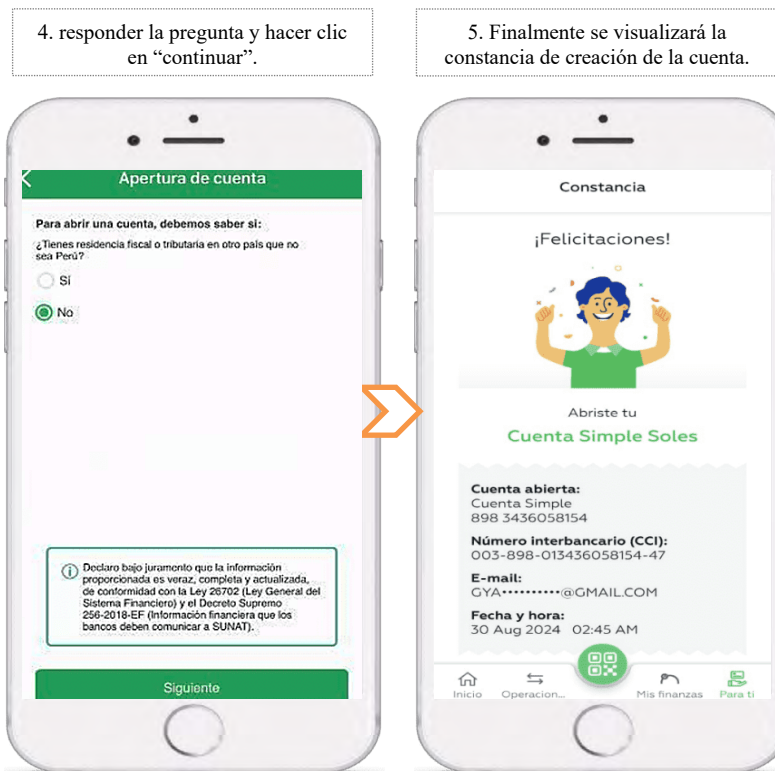 4. responder la pregunta y hacer clic
en “continuar”.
Apertura de cuenta
Para abrir una cuenta, debemos saber si:
¿Tienes residencia fiscal o tributaria en otro país que no
sea Perú?
Sí
No
Declaro bajo juramento que la información
proporcionada es veraz, completa y actualizada,
de conformidad con la Ley 26702 (Ley General del
Sistema Financiero) y el Decreto Supremo
256-2018-EF (Información financiera que los
bancos deben comunicar a SUNAT).
Siguiente
5. Finalmente se visualizará la
constancia de creación de la cuenta.
Constancia
¡Felicitaciones!
Abriste tu
Cuenta Simple Soles
Cuenta abierta:
Cuenta Simple
898 3436058154
Número interbancario (CCI):
003-898-013436058154-47
E-mail:
GYA••••••••••@GMAIL.COM
Fecha y hora:
30 Aug 2024 02:45 AM
Inicio Operacion... Mis finanzas Para ti